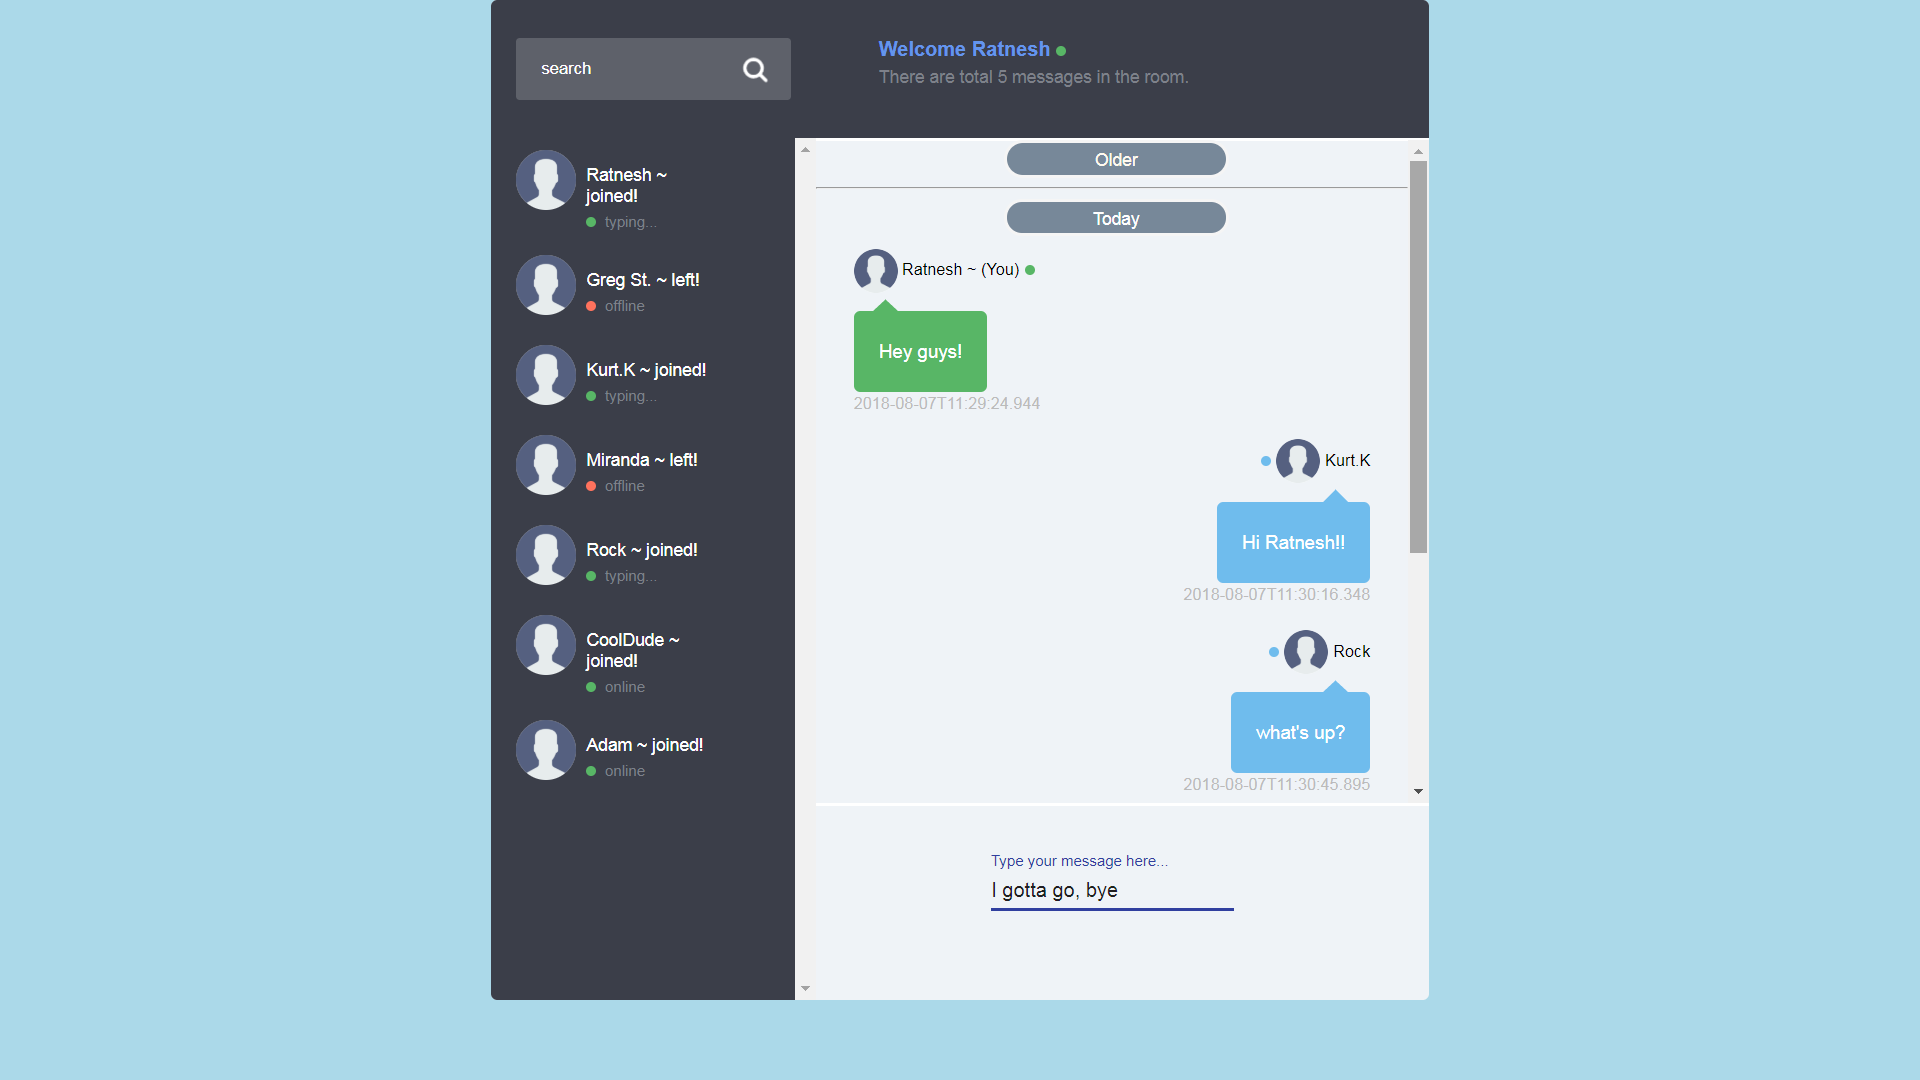 search
Welcome Ratnesh
There are total 5 messages in the room.
Ratnesh ~
joined!
typing...
Greg St. ~ left!
offline
Kurt.K ~ joined!
typing...
Miranda ~ left!
offline
Rock ~ joined!
typing...
CoolDude ~
joined!
online
Adam ~ joined!
online
Older
Today
Ratnesh ~ (You)
Hey guys!
2018-08-07T11:29:24.944
Kurt.K
Hi Ratnesh!!
2018-08-07T11:30:16.348
Rock
what's up?
2018-08-07T11:30:45.895
Type your message here...
I gotta go, bye